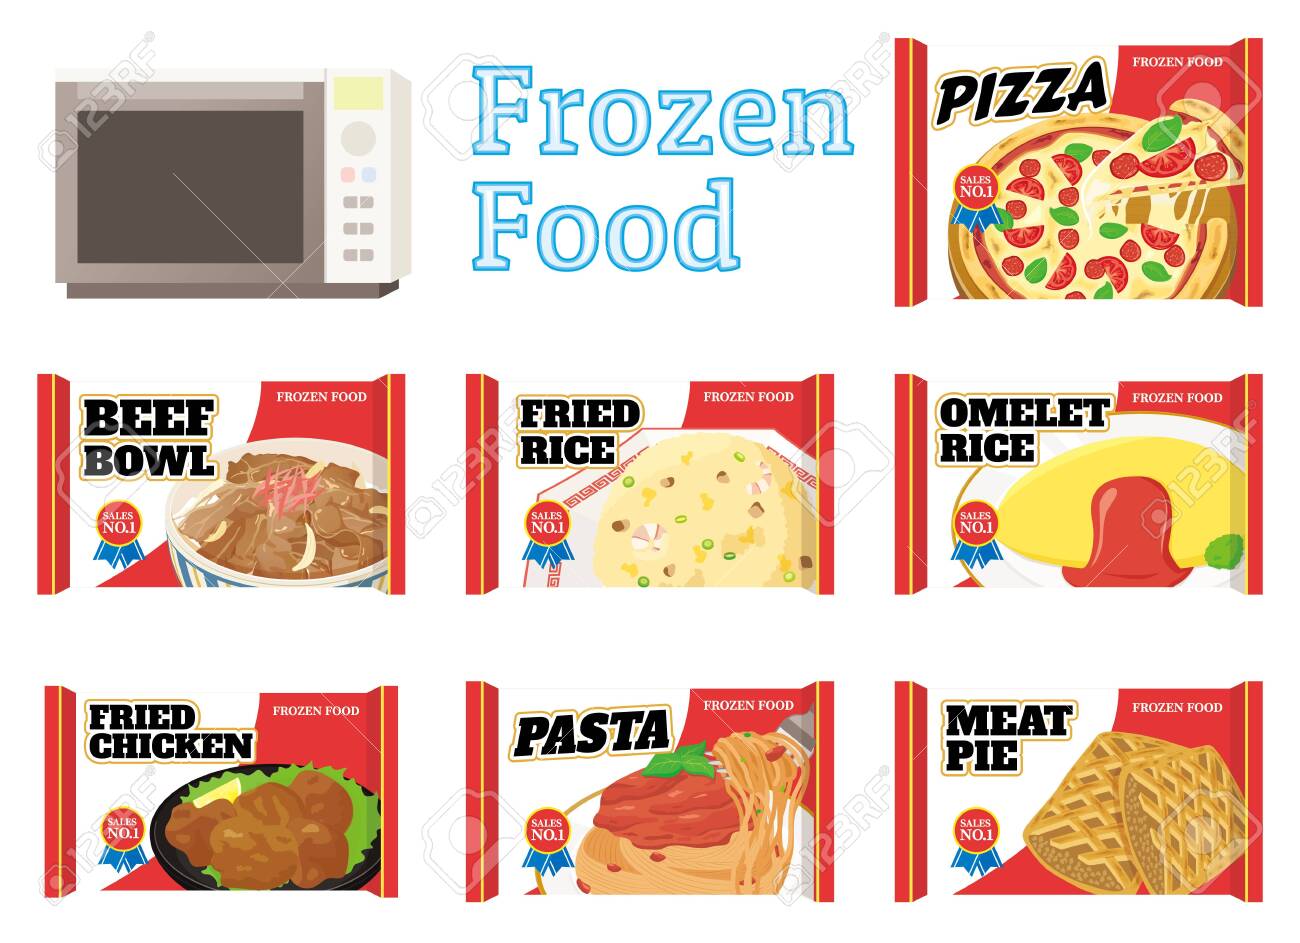 Frozen
Food
PIZZA
FROZEN FOOD
SALES
NO.1
BEEF
BOWL
FROZEN FOOD
SALES
NO.1
FRIED
RICE
FROZEN FOOD
SALES
NO.1
OMELET
RICE
FROZEN FOOD
SALES
NO.1
FRIED
CHICKEN
FROZEN FOOD
SALES
NO.1
PASTA
FROZEN FOOD
SALES
NO.1
MEAT
PIE
FROZEN FOOD
SALES
NO.1
123RF